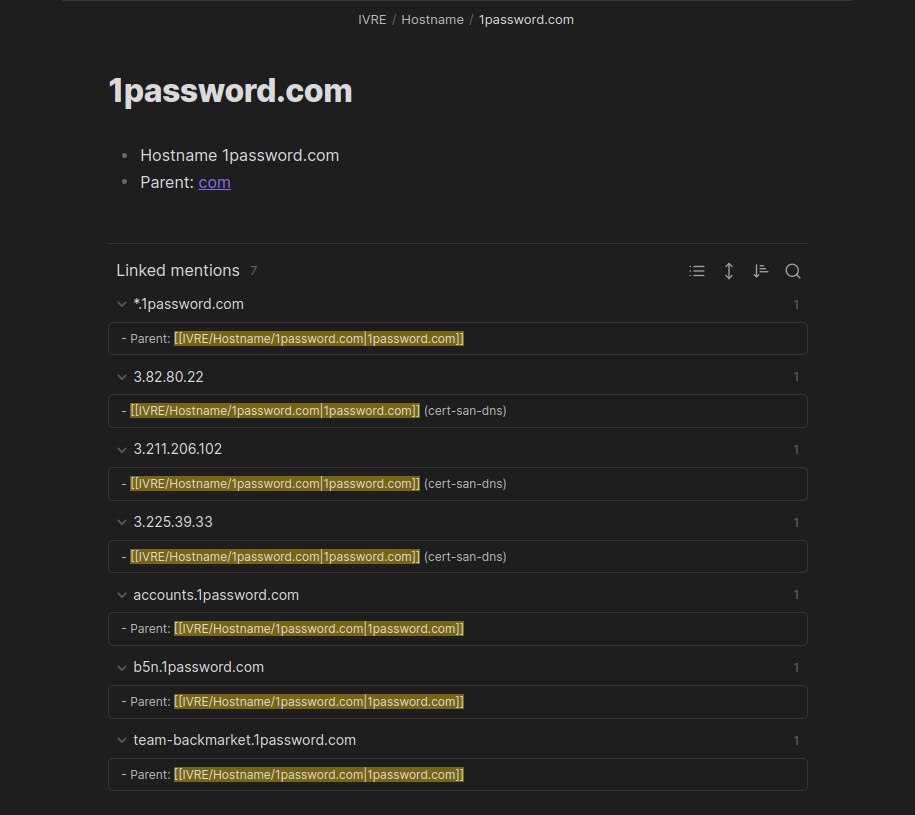 IVRE / Hostname / 1password.com
1password.com
Hostname 1password.com
Parent: com
Linked mentions 7
*.1password.com 1
- Parent: [[IVRE/Hostname/1password.com|1password.com]]
3.82.80.22 1
- [[IVRE/Hostname/1password.com|1password.com]] (cert-san-dns)
3.211.206.102 1
- [[IVRE/Hostname/1password.com|1password.com]] (cert-san-dns)
3.225.39.33 1
- [[IVRE/Hostname/1password.com|1password.com]] (cert-san-dns)
accounts.1password.com 1
- Parent: [[IVRE/Hostname/1password.com|1password.com]]
b5n.1password.com 1
- Parent: [[IVRE/Hostname/1password.com|1password.com]]
team-backmarket.1password.com 1
- Parent: [[IVRE/Hostname/1password.com|1password.com]]